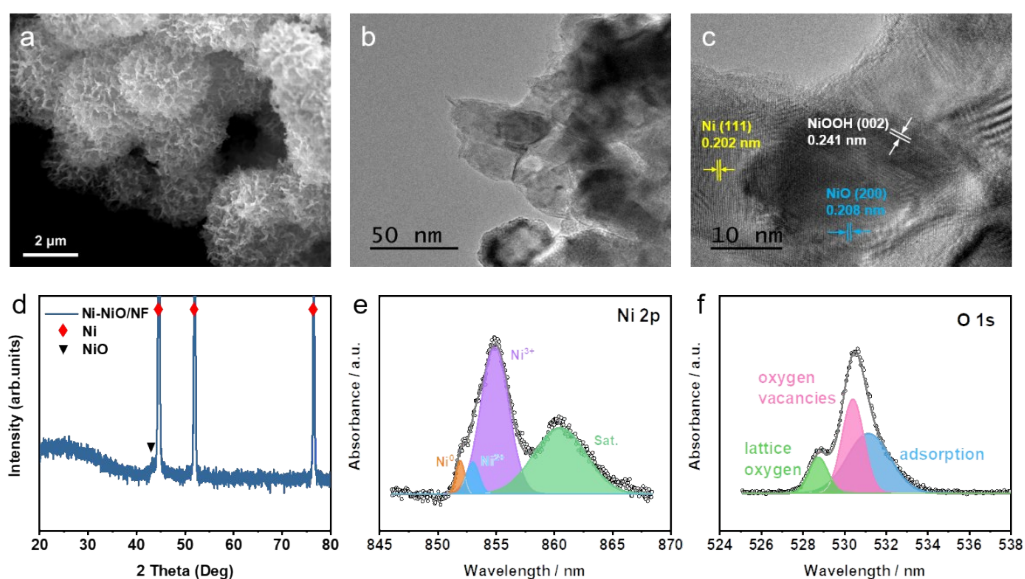 a
2 μm
b
50 nm
c
Ni (111)
0.202 nm
NiOOH (002)
0.241 nm
NiO (200)
0.208 nm
10 nm
d
Ni-NiO/NF
Ni
NiO
Intensity (arb.units)
20 30 40 50 60 70 80
2 Theta (Deg)
e
Ni 2p
Ni³⁺
Ni⁰
Sat.
Absorbance / a.u.
845 850 855 860 865 870
Wavelength / nm
f
O 1s
oxygen
vacancies
lattice
oxygen
adsorption
Absorbance / a.u.
524 526 528 530 532 534 536 538
Wavelength / nm